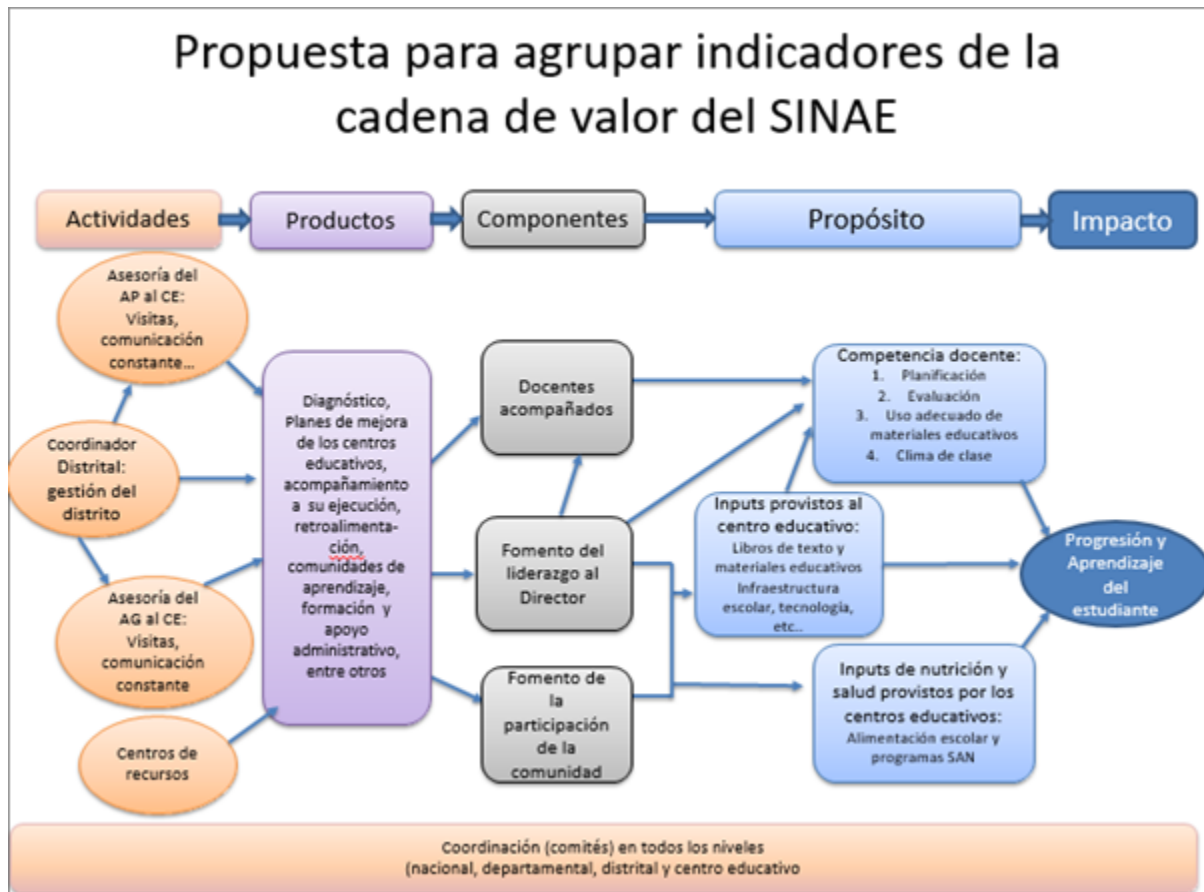 Propuesta para agrupar indicadores de la
cadena de valor del SINAE
Actividades
Productos
Componentes
Propósito
Impacto
Asesoría del
AP al CE:
Visitas,
comunicación
constante...
Coordinador
Distrital:
gestión del
distrito
Asesoría del
AG al CE:
Visitas,
comunicación
constante
Centros de
recursos
Diagnóstico,
Planes de mejora
de los centros
educativos,
acompañamiento
a su ejecución,
retroalimenta-
ción,
comunidades de
aprendizaje,
formación y
apoyo
administrativo,
entre otros
Docentes
acompañados
Fomento del
liderazgo al
Director
Fomento de
la
participación
de la
comunidad
Competencia docente:
1. Planificación
2. Evaluación
3. Uso adecuado de
materiales educativos
4. Clima de clase
Inputs provistos al
centro educativo:
Libros de texto y
materiales educativos
Infraestructura
escolar, tecnología,
etc..
Inputs de nutrición y
salud provistos por los
centros educativos:
Alimentación escolar y
programas SAN
Progresión y
Aprendizaje
del
estudiante
Coordinación (comités) en todos los niveles
(nacional, departamental, distrital y centro educativo